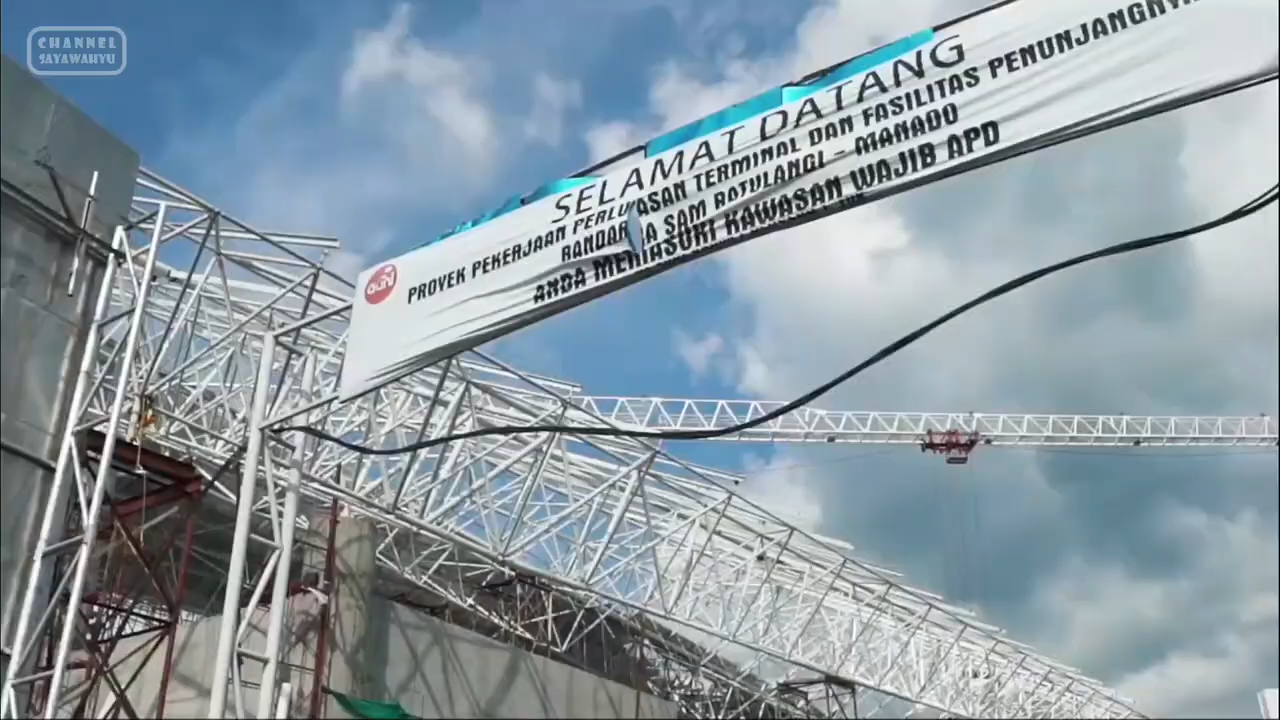 CHANNEL
SAYAWAHYU
SELAMAT DATANG
PROYEK PEKERJAAN PERLUASAN TERMINAL DAN FASILITAS PENUNJANGNYA
BANDARA SAM RATULANGI - MANADO
ANDA MEMASUKI KAWASAN WAJIB APD